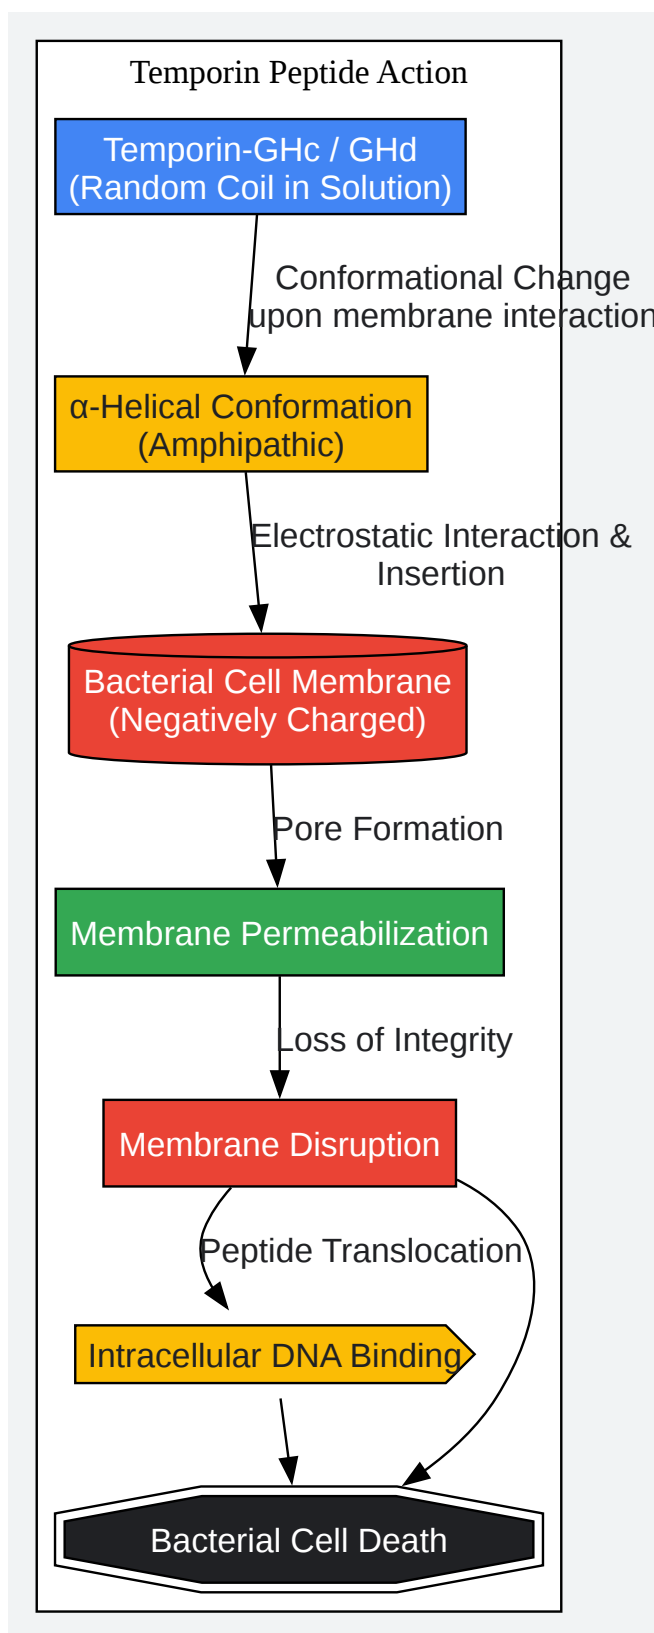 Temporin Peptide Action
Temporin-GHc / GHd
(Random Coil in Solution)
Conformational Change
upon membrane interaction
α-Helical Conformation
(Amphipathic)
Electrostatic Interaction &
Insertion
Bacterial Cell Membrane
(Negatively Charged)
Pore Formation
Membrane Permeabilization
Loss of Integrity
Membrane Disruption
Peptide Translocation
Intracellular DNA Binding
Bacterial Cell Death